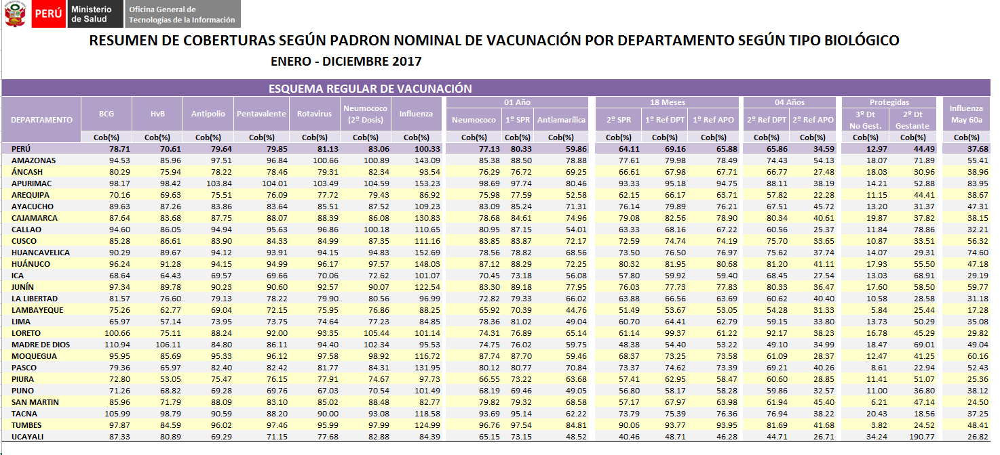 PERÚ
Ministerio
de Salud
Oficina General de
Tecnologías de la Información
RESUMEN DE COBERTURAS SEGÚN PADRON NOMINAL DE VACUNACIÓN POR DEPARTAMENTO SEGÚN TIPO BIOLÓGICO
ENERO - DICIEMBRE 2017
ESQUEMA REGULAR DE VACUNACIÓN
DEPARTAMENTO BCG HvB Antipolio Pentavalente Rotavirus Neumococo (2º Dosis) Influenza 01 Año Neumococo 1º SPR Antiamarílica 18 Meses 2º SPR 1º Ref DPT 1º Ref APO 04 Años 2º Ref DPT 2º Ref APO Protegidas 3º Dt No Gest. 2º Dt Gestante Influenza May 60a
Cob(%) Cob(%) Cob(%) Cob(%) Cob(%) Cob(%) Cob(%) Cob(%) Cob(%) Cob(%) Cob(%) Cob(%) Cob(%) Cob(%) Cob(%) Cob(%) Cob(%) Cob(%)
PERÚ 78.71 70.61 79.64 79.85 81.13 83.06 100.33 77.13 80.33 59.86 64.11 69.16 65.88 65.86 34.59 12.97 44.49 37.68
AMAZONAS 94.53 85.96 97.51 96.84 100.66 100.89 143.09 85.38 88.50 78.88 77.61 79.98 78.49 74.43 54.13 18.07 71.89 55.41
ÁNCASH 80.29 75.94 78.22 78.46 79.31 82.34 93.54 76.29 76.72 69.25 66.61 67.98 67.71 66.77 27.48 18.03 30.96 38.96
APURIMAC 98.17 98.42 103.84 104.01 103.49 104.59 153.23 98.69 97.74 80.46 93.33 95.18 94.75 88.11 38.19 14.21 52.88 83.95
AREQUIPA 70.16 69.63 75.51 76.09 77.72 79.43 86.92 75.98 77.59 52.58 62.15 66.17 63.71 57.82 22.28 11.15 44.41 38.67
AYACUCHO 89.63 87.26 83.86 83.64 85.51 87.52 109.23 83.09 85.24 71.31 76.14 79.89 76.21 67.51 45.72 13.20 31.37 47.31
CAJAMARCA 87.64 83.68 87.75 88.07 88.39 86.08 130.83 78.68 84.61 74.96 79.08 82.56 78.90 80.34 40.61 19.87 37.82 38.15
CALLAO 94.60 86.05 94.94 95.63 96.86 100.18 110.65 80.95 87.15 54.01 63.33 68.16 67.22 60.56 25.37 11.84 78.86 32.21
CUSCO 85.28 86.61 83.90 84.33 84.99 87.35 111.16 83.85 83.87 72.17 72.59 74.74 74.19 75.70 33.65 10.87 33.51 56.32
HUANCAVELICA 90.29 89.67 94.12 93.91 94.15 94.83 152.69 78.56 78.82 68.56 73.50 76.50 76.97 75.62 37.74 14.07 29.31 74.60
HUÁNUCO 96.24 91.28 94.15 94.99 96.17 97.57 148.03 87.12 88.29 72.25 80.32 81.95 80.68 81.20 41.11 17.93 55.50 47.18
ICA 68.64 64.43 69.57 69.66 70.06 72.62 101.07 70.45 73.18 56.08 57.80 59.92 59.40 68.45 27.54 13.03 68.91 29.19
JUNÍN 97.34 89.78 90.23 90.60 92.57 90.07 122.54 83.30 89.18 77.95 76.03 77.73 77.83 80.33 36.47 17.60 58.50 59.77
LA LIBERTAD 81.57 76.60 79.13 78.22 79.90 80.56 96.99 72.82 79.33 66.02 63.88 66.56 63.69 60.62 40.40 10.58 28.58 31.18
LAMBAYEQUE 75.26 62.77 69.04 72.15 75.95 76.86 88.25 65.92 70.39 44.76 51.49 53.67 53.05 54.28 31.33 5.84 25.44 17.28
LIMA 65.97 57.14 73.95 73.75 74.64 77.23 84.85 78.36 81.02 49.04 60.70 64.41 62.79 59.15 33.80 13.73 50.29 35.08
LORETO 100.66 75.11 88.24 92.00 93.35 105.44 101.14 74.31 76.89 65.14 61.14 99.37 61.22 92.17 38.23 16.78 45.29 29.82
MADRE DE DIOS 110.94 106.11 84.80 86.11 94.40 102.34 95.53 74.75 76.02 59.75 48.38 54.40 53.22 49.10 34.99 18.47 69.01 49.04
MOQUEGUA 95.95 85.69 95.33 96.12 97.58 98.92 116.72 87.74 87.70 59.46 68.37 73.25 73.58 61.09 28.37 12.47 41.25 60.16
PASCO 79.36 65.97 82.40 82.42 81.77 84.31 131.95 80.12 80.77 70.84 73.37 74.62 73.39 69.21 40.26 8.61 22.94 52.43
PIURA 72.80 53.05 75.47 76.15 77.91 74.67 97.73 66.55 73.22 63.68 57.41 62.95 58.47 60.60 28.85 11.41 51.07 25.36
PUNO 71.26 68.82 69.28 69.76 67.03 70.54 101.49 68.19 69.46 49.05 56.80 58.17 58.28 59.86 32.57 11.00 36.80 38.12
SAN MARTIN 85.96 71.79 88.09 83.10 85.02 88.48 82.77 79.82 79.32 68.58 57.17 67.97 63.98 61.94 45.40 6.21 47.14 24.50
TACNA 105.99 98.79 90.59 88.20 90.00 93.08 118.58 93.69 95.14 62.22 73.79 75.39 76.36 76.94 38.22 20.43 18.56 37.25
TUMBES 97.87 84.59 96.02 97.46 95.99 97.99 124.99 96.76 97.54 84.81 90.06 93.77 93.95 81.69 41.68 3.82 24.52 48.41
UCAYALI 87.33 80.89 69.29 71.15 77.68 82.88 84.39 65.15 73.15 48.52 40.46 48.71 46.28 44.71 26.71 34.24 190.77 26.82